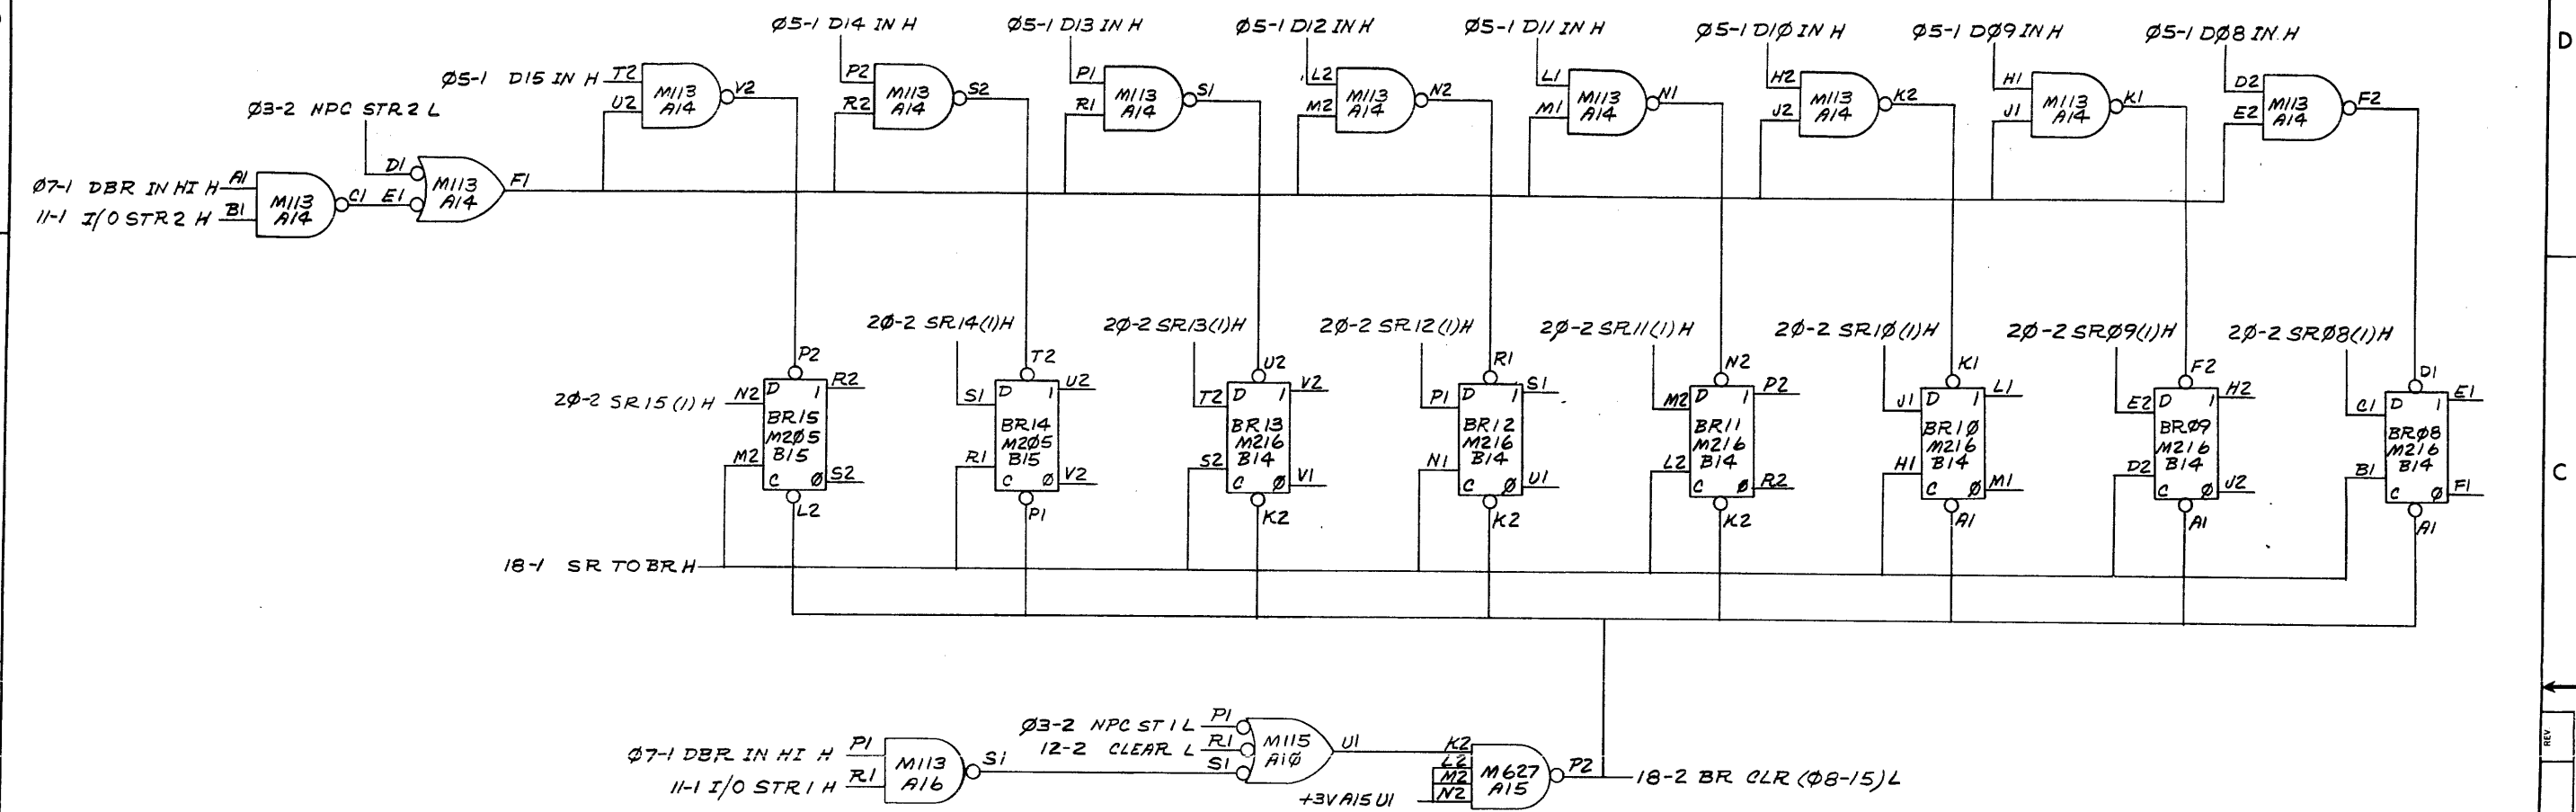 Ø5-1 D14 IN H
Ø5-1 D13 IN H
Ø5-1 D12 IN H
Ø5-1 D11 IN H
Ø5-1 D1Ø IN H
Ø5-1 DØ9 IN H
Ø5-1 DØ8 IN H
D
Ø5-1 D15 IN H T2
U2
M113
A14
V2
P2
R2
M113
A14
S2
P1
R1
M113
A14
S1
L2
M2
M113
A14
N2
L1
M1
M113
A14
N1
H2
J2
M113
A14
K2
H1
J1
M113
A14
K1
D2
E2
M113
A14
F2
Ø3-2 NPC STR 2 L
D1
Ø7-1 DBR IN HI H A1
11-1 I/O STR 2 H B1
M113
A14
C1 E1
M113
A14
F1
2Ø-2 SR14(1)H
2Ø-2 SR13(1)H
2Ø-2 SR12(1)H
2Ø-2 SR11(1)H
2Ø-2 SR1Ø(1)H
2Ø-2 SRØ9(1)H
2Ø-2 SRØ8(1)H
2Ø-2 SR15(1)H N2
P2
D 1
R2
BR15
M2Ø5
B15
M2
C Ø
S2
L2
T2
S1
D 1
U2
BR14
M2Ø5
B15
R1
C Ø
V2
P1
U2
T2
D 1
V2
BR13
M216
B14
S2
C Ø
V1
K2
R1
P1
D 1
S1
BR12
M216
B14
N1
C Ø
U1
K2
N2
M2
D 1
P2
BR11
M216
B14
L2
C Ø
R2
K2
K1
J1
D 1
L1
BR1Ø
M216
B14
H1
C Ø
M1
A1
F2
E2
D 1
H2
BRØ9
M216
B14
D2
C Ø
J2
A1
D1
C1
D 1
E1
BRØ8
M216
B14
B1
C Ø
F1
A1
C
18-1 SR TO BR H
Ø7-1 DBR IN HI H P1
11-1 I/O STR 1 H R1
M113
A16
S1
Ø3-2 NPC ST 1 L P1
12-2 CLEAR L R1
S1
M115
A1Ø
U1
K2
L2
M2
N2
+3V A15 U1
M627
A15
P2
18-2 BR CLR (Ø8-15) L
REV.